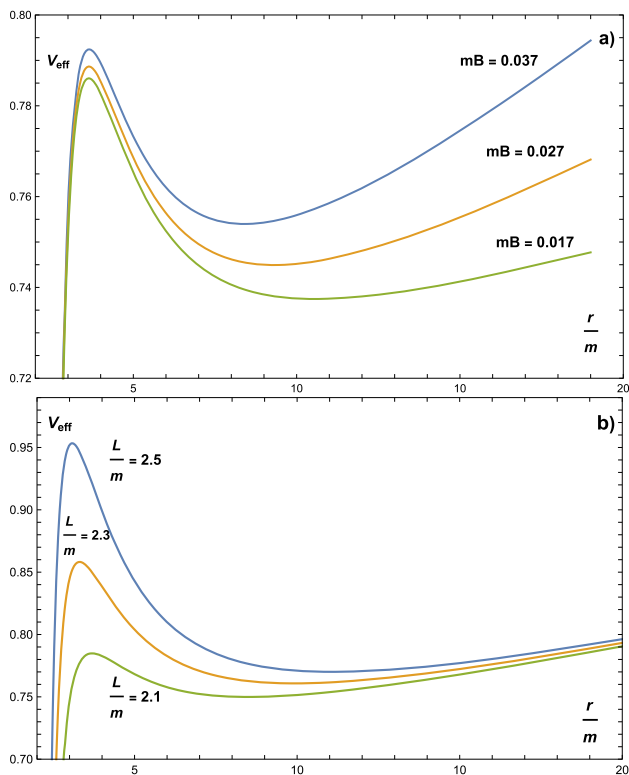 0.80
a)
V_eff
mB = 0.037
0.78
mB = 0.027
0.76
mB = 0.017
0.74
r
m
0.72
5
10
10
20
b)
V_eff
L
m
= 2.5
0.95
0.90
L
m
= 2.3
0.85
0.80
0.75
L
m
= 2.1
r
m
0.70
5
10
10
20